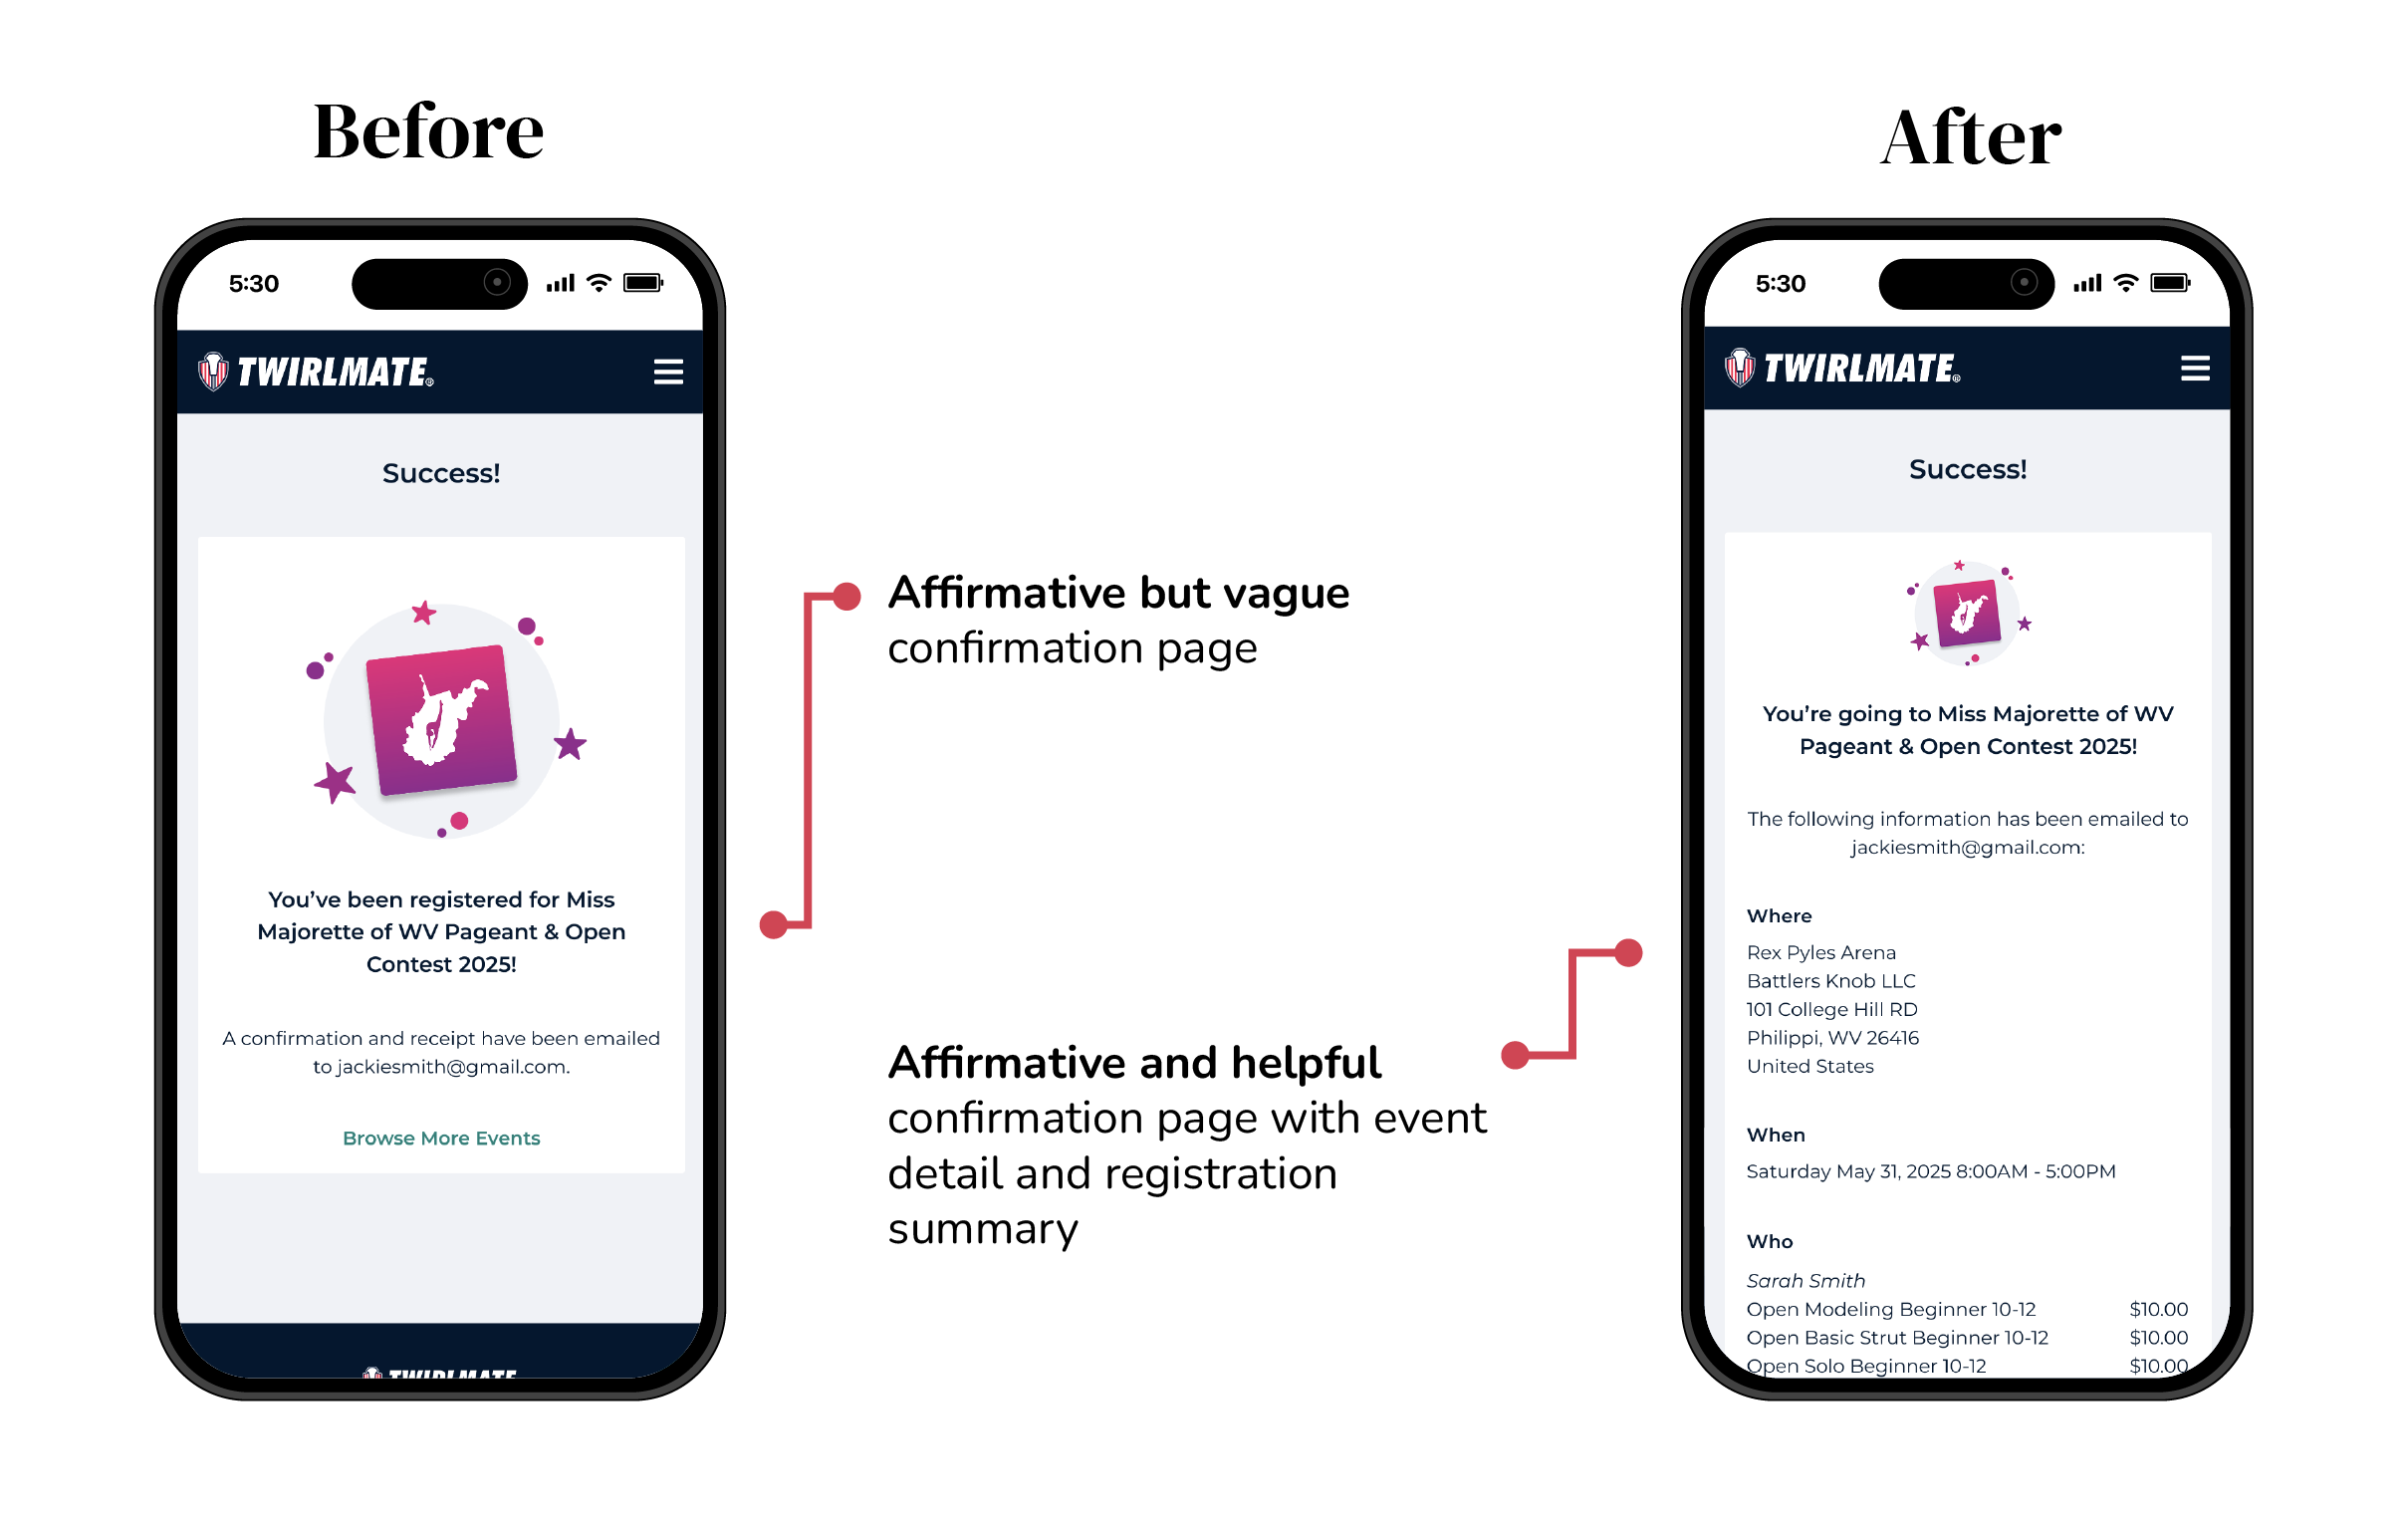 Before
5:30
TWIRLMATE®
Success!
You’ve been registered for Miss
Majorette of WV Pageant & Open
Contest 2025!
A confirmation and receipt have been emailed
to jackiesmith@gmail.com.
Browse More Events
TWIRLMATE
Affirmative but vague
confirmation page
Affirmative and helpful
confirmation page with event
detail and registration
summary
After
5:30
TWIRLMATE®
Success!
You’re going to Miss Majorette of WV
Pageant & Open Contest 2025!
The following information has been emailed to
jackiesmith@gmail.com:
Where
Rex Pyles Arena
Battlers Knob LLC
101 College Hill RD
Philippi, WV 26416
United States
When
Saturday May 31, 2025 8:00AM - 5:00PM
Who
Sarah Smith
Open Modeling Beginner 10-12 $10.00
Open Basic Strut Beginner 10-12 $10.00
Open Solo Beginner 10-12 $10.00